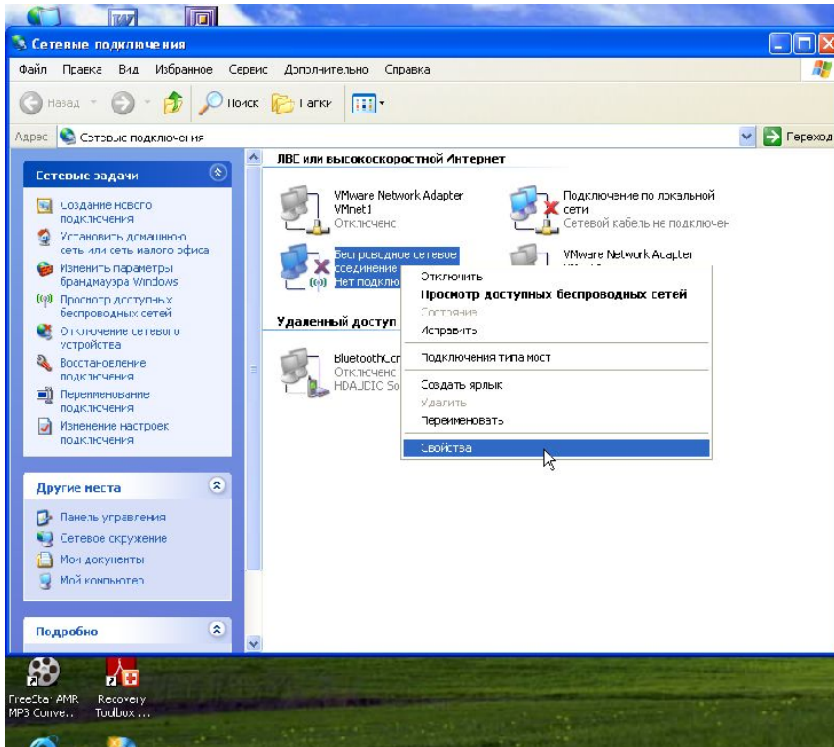 Сетевые подключения
Файл Правка Вид Избранное Сервис Дополнительно Справка
Назад Поиск Папки
Адрес Сетевые подключения Переход
Сетевые задачи
Создание нового
подключения
Установить домашнюю
сеть или сеть малого офиса
Изменить параметры
брандмауэра Windows
Просмотр доступных
беспроводных сетей
Отключение сетевого
устройства
Восстановление
подключения
Переименование
подключения
Изменение настроек
подключения
Другие места
Панель управления
Сетевое окружение
Мои документы
Мой компьютер
Подробно
ЛВС или высокоскоростной Интернет
VMware Network Adapter
VMnet1
Отключено
Подключение по локальной
сети
Сетевой кабель не подключен
Беспроводное сетевое
соединение
Нет подклю
VMware Network Adapter
Удаленный доступ
Отключено
Отключить
Просмотр доступных беспроводных сетей
Состояние
Исправить
Подключения типа мост
Создать ярлык
Удалить
Переименовать
Свойства
FreeStar AMR
MP3 Conve...
Recovery
Toolbox ...